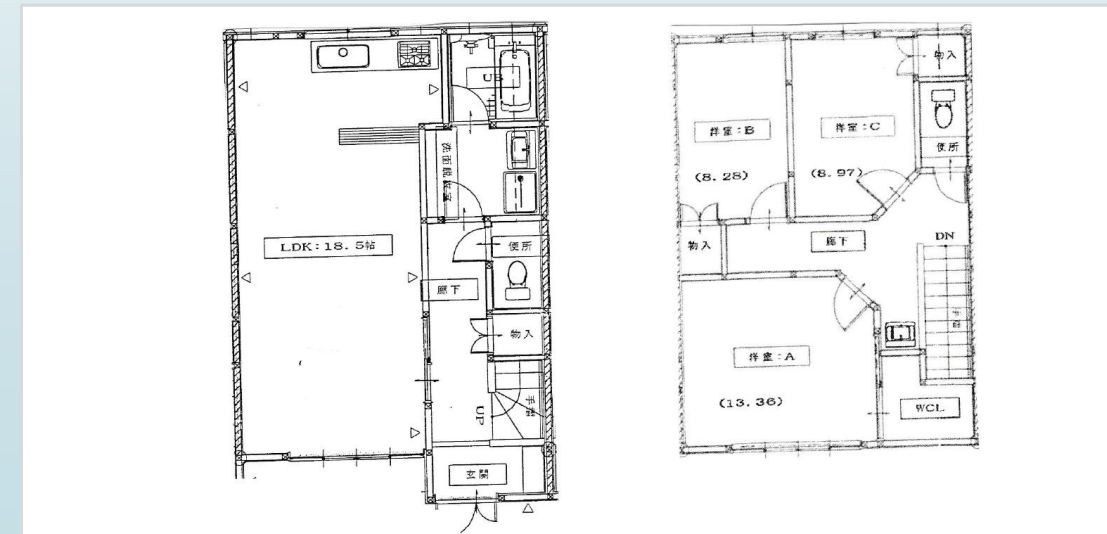 UB
洗面脱衣室
LDK:18.5帖
便所
廊下
物入
手摺
UP
玄関
物入
洋室:B
洋室:C
(8.28)
(8.97)
便所
物入
廊下
DN
手摺
洋室:A
(13.36)
WCL